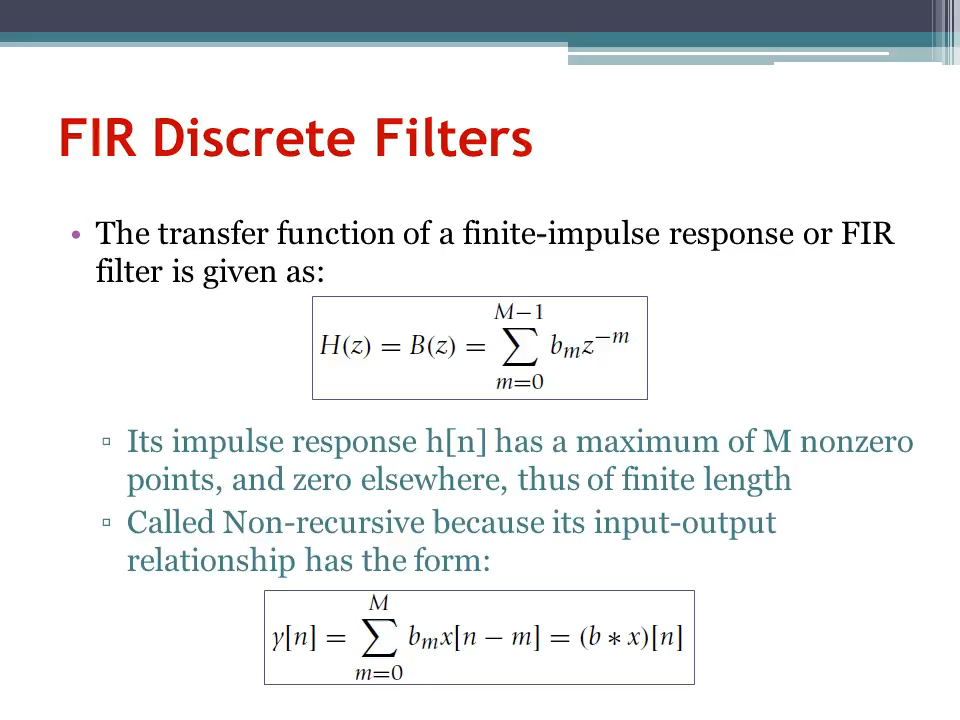 FIR Discrete Filters
• The transfer function of a finite-impulse response or FIR
filter is given as:
H(z) = B(z) = \sum_{m=0}^{M-1} b_m z^{-m}
▫ Its impulse response h[n] has a maximum of M nonzero
points, and zero elsewhere, thus of finite length
▫ Called Non-recursive because its input-output
relationship has the form:
y[n] = \sum_{m=0}^{M} b_m x[n − m] = (b ∗ x)[n]